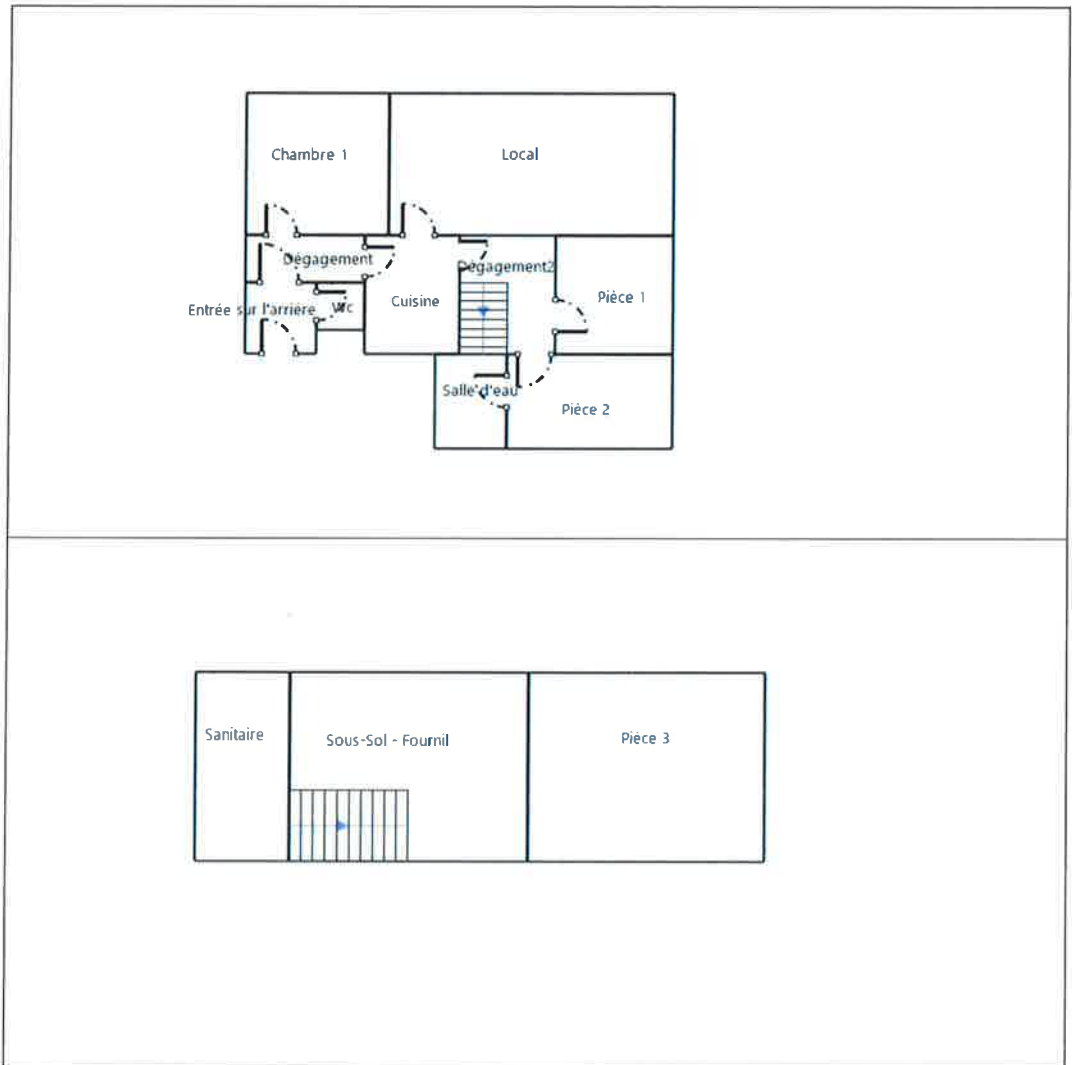 Chambre 1
Local
Dégagement
Dégagement2
Pièce 1
Cuisine
Entrée sur l'arrière
Wc
Salle d'eau
Pièce 2
Sanitaire
Sous-Sol - Fournil
Pièce 3